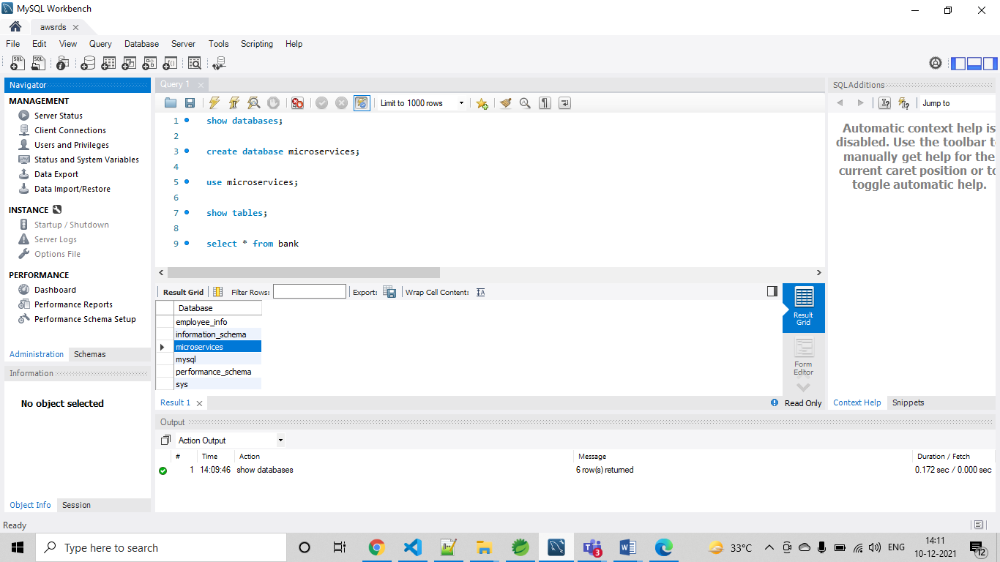 MySQL Workbench
awsrds
File Edit View Query Database Server Tools Scripting Help
Navigator
MANAGEMENT
Server Status
Client Connections
Users and Privileges
Status and System Variables
Data Export
Data Import/Restore
INSTANCE
Startup / Shutdown
Server Logs
Options File
PERFORMANCE
Dashboard
Performance Reports
Performance Schema Setup
Administration Schemas
Information
No object selected
Object Info Session
Query 1
Limit to 1000 rows
1 show databases;
2
3 create database microservices;
4
5 use microservices;
6
7 show tables;
8
9 select * from bank
Result Grid Filter Rows: Export: Wrap Cell Content:
Database
employee_info
information_schema
microservices
mysql
performance_schema
sys
Result
Grid
Form
Editor
Result 1 Read Only
SQLAdditions
Jump to
Automatic context help is
disabled. Use the toolbar t
manually get help for the
current caret position or to
toggle automatic help.
Context Help Snippets
Output
Action Output
# Time Action Message Duration / Fetch
1 14:09:46 show databases 6 row(s) returned 0.172 sec / 0.000 sec
Ready
Type here to search
3
33°C
ENG
14:11
10-12-2021
12